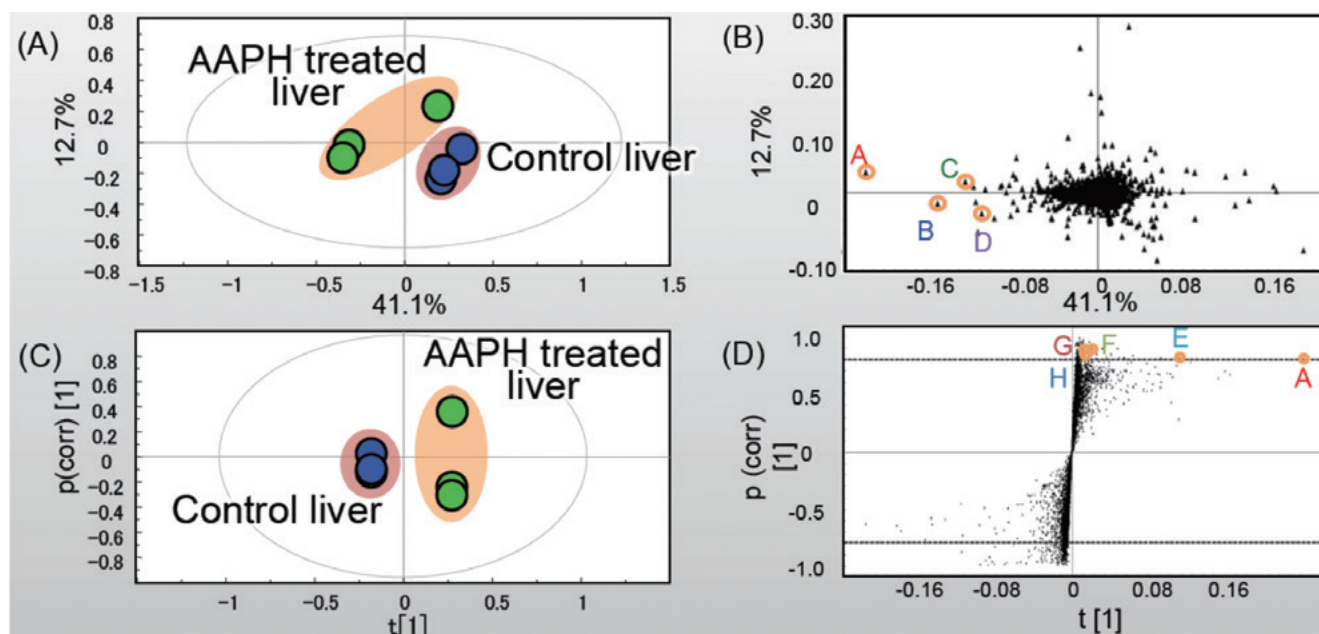 (A)
0.8
0.6
0.4
0.2
0
−0.2
−0.4
−0.6
−0.8
12.7%
AAPH treated
liver
Control liver
−1.5
−1
−0.5
0
0.5
1
1.5
41.1%
(B)
0.30
0.20
0.10
0
-0.10
12.7%
A
B
C
D
-0.16
-0.08
0.00
0.08
0.16
41.1%
(C)
0.8
0.6
0.4
0.2
0
−0.2
−0.4
−0.6
−0.8
p(corr) [1]
AAPH treated
liver
Control liver
−1
−0.5
0
0.5
1
t[1]
(D)
1.0
0.5
0
-0.5
-1.0
p (corr)
[1]
G
F
E
H
A
-0.16
-0.08
0
0.08
0.16
t [1]